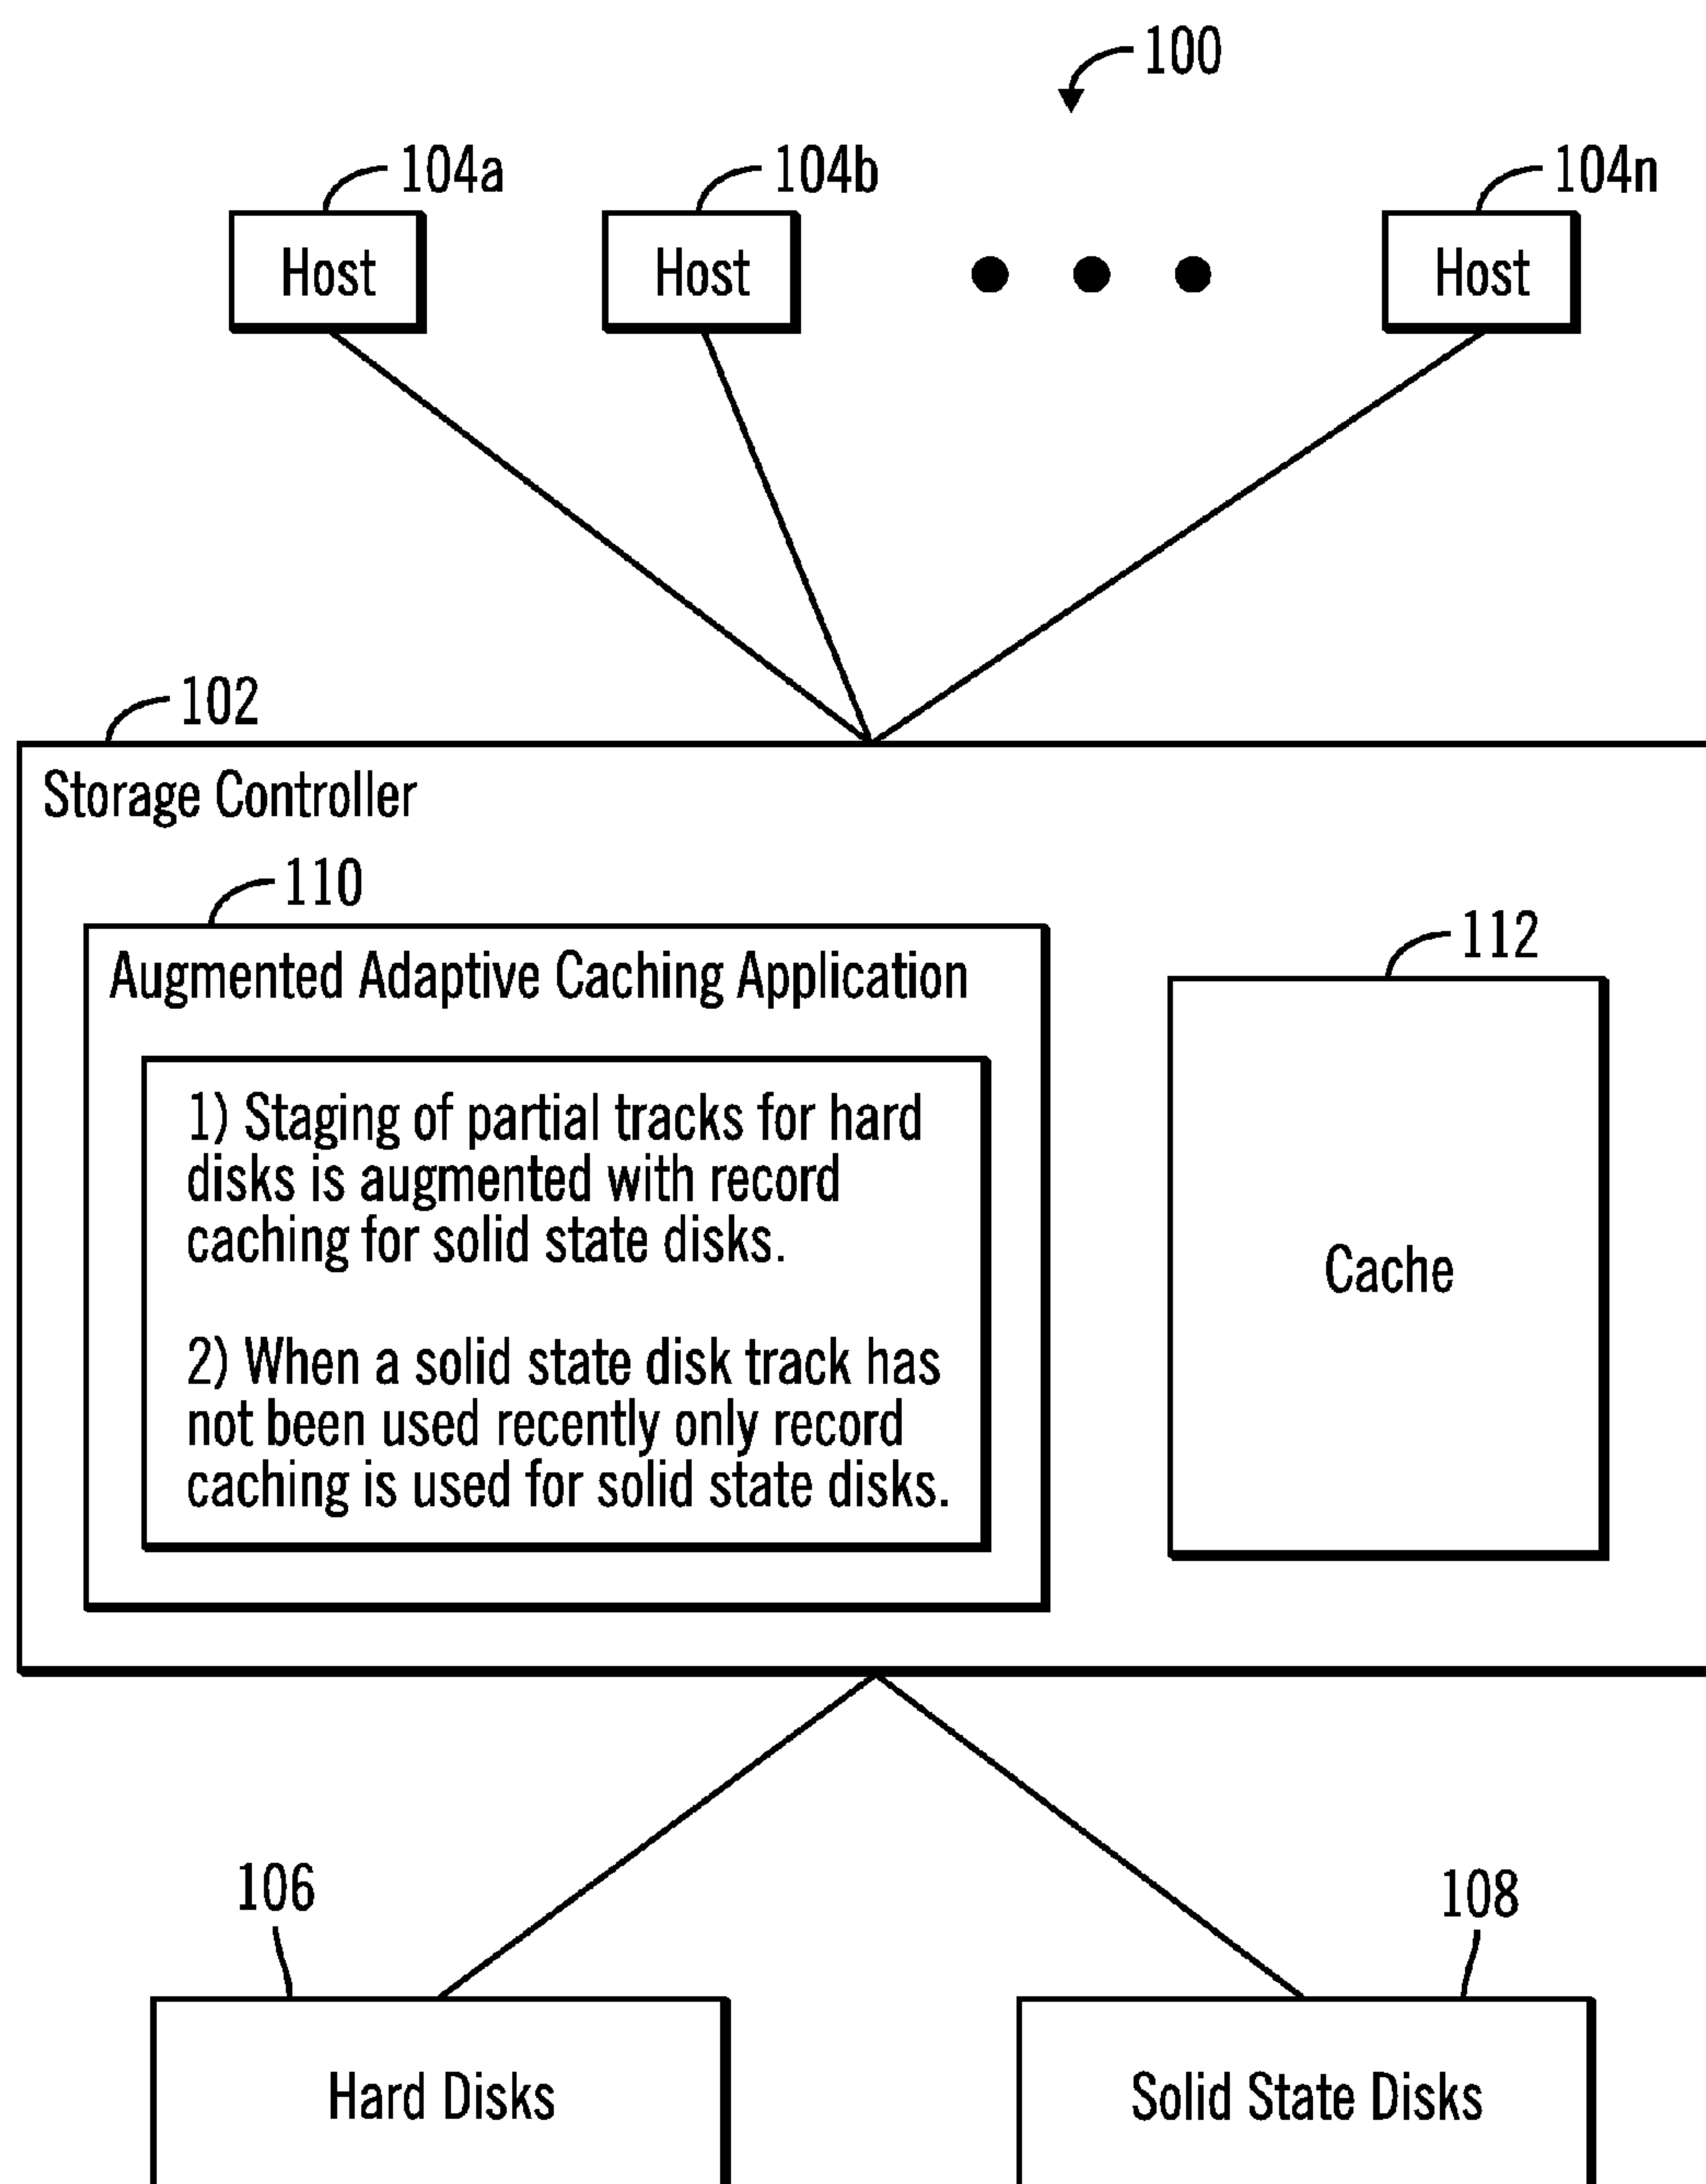 100
104a
104b
104n
Host
Host
Host
102
Storage Controller
110
112
Augmented Adaptive Caching Application
1) Staging of partial tracks for hard
disks is augmented with record
caching for solid state disks.
2) When a solid state disk track has
not been used recently only record
caching is used for solid state disks.
Cache
106
108
Hard Disks
Solid State Disks